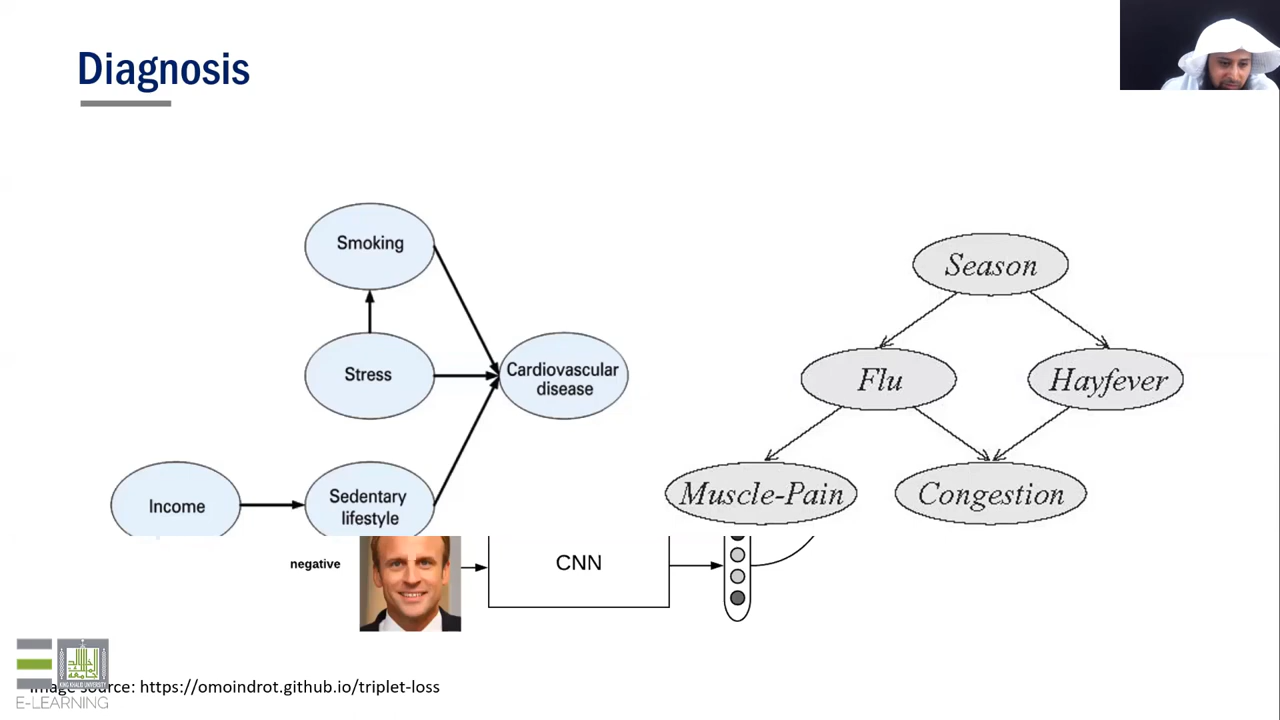 Diagnosis
Smoking
Stress
Cardiovascular
disease
Income
Sedentary
lifestyle
Season
Flu
Hayfever
Muscle-Pain
Congestion
negative
CNN
source: https://omoindrot.github.io/triplet-loss
E-LEARNING